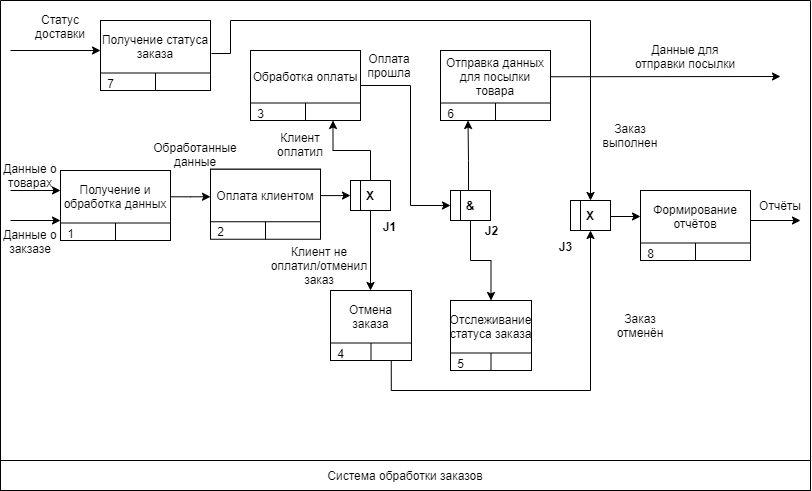 Статус
доставки
Получение статуса
заказа
7
Обработка оплаты
3
Оплата
прошла
Отправка данных
для посылки
товара
6
Данные для
отправки посылки
Заказ
выполнен
Клиент
оплатил
Обработанные
данные
Данные о
товарах
Получение и
обработка данных
1
Данные о
закзазе
Оплата клиентом
2
X
J1
&
J2
X
J3
Формирование
отчётов
8
Отчёты
Клиент не
оплатил/отменил
заказ
Отмена
заказа
4
Отслеживание
статуса заказа
5
Заказ
отменён
Система обработки заказов